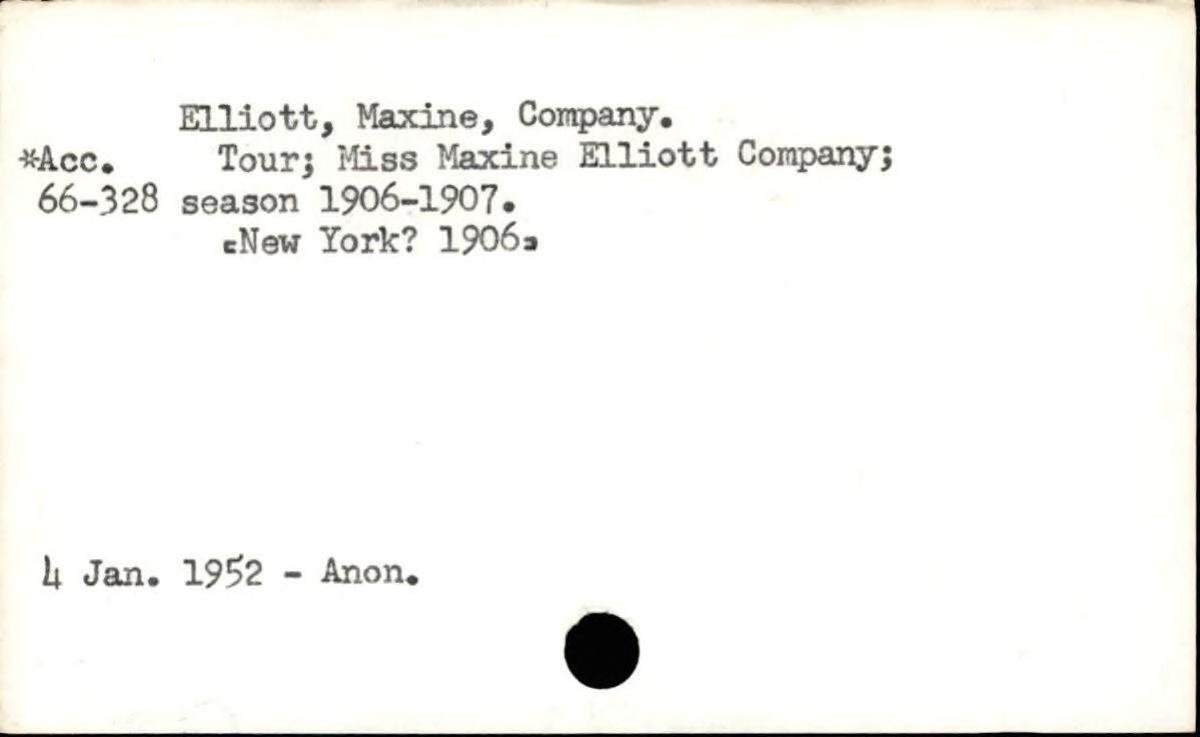 Elliott, Maxine, Company.
*Acc. Tour; Miss Maxine Elliott Company;
66-328 season 1906-1907.
[New York? 1906]
4 Jan. 1952 - Anon.